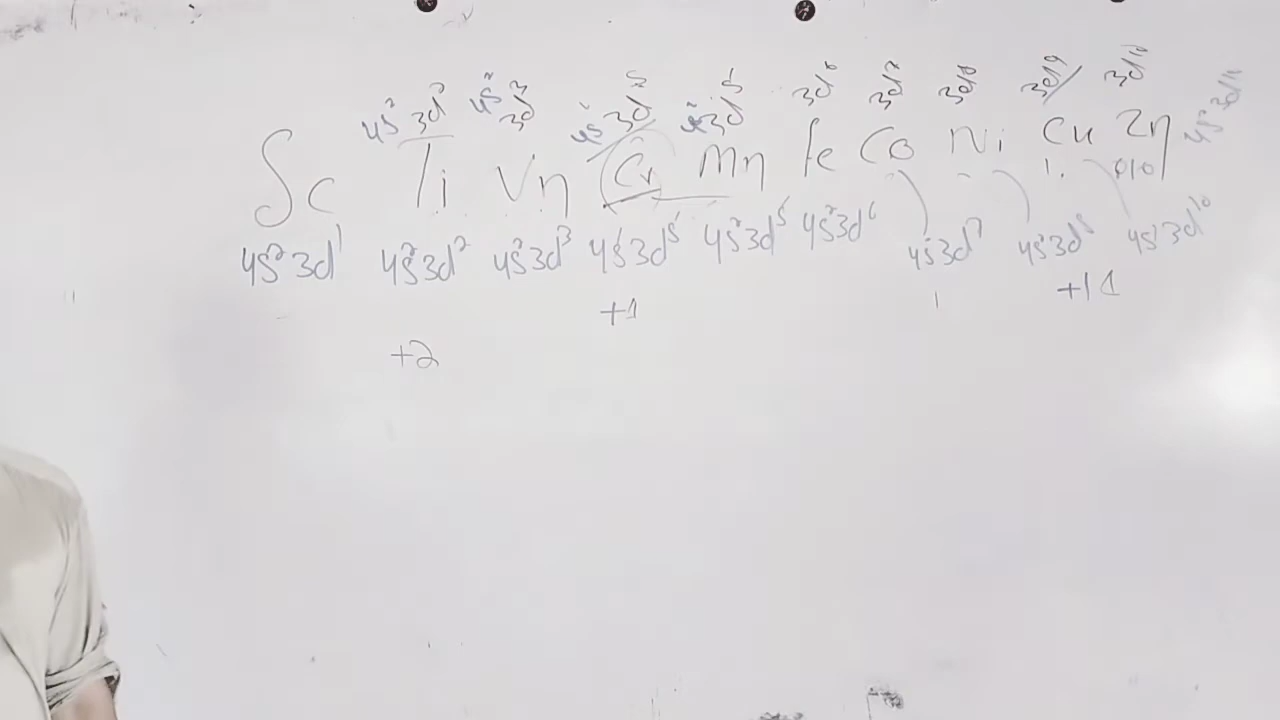 4s² 3d² 4s² 3d³ 4s¹ 3d⁵ 4s² 3d⁵ 3d⁶ 3d⁷ 3d⁸ 3d⁹ 3d¹⁰
Sc Ti Vn Cr Mn Fe Co Ni Cu Zn
4s² 3d¹ 4s² 3d² 4s² 3d³ 4s¹ 3d⁵ 4s² 3d⁵ 4s² 3d⁶ 4s² 3d⁷ 4s² 3d⁸ 4s¹ 3d¹⁰
+1 +1 1
+2